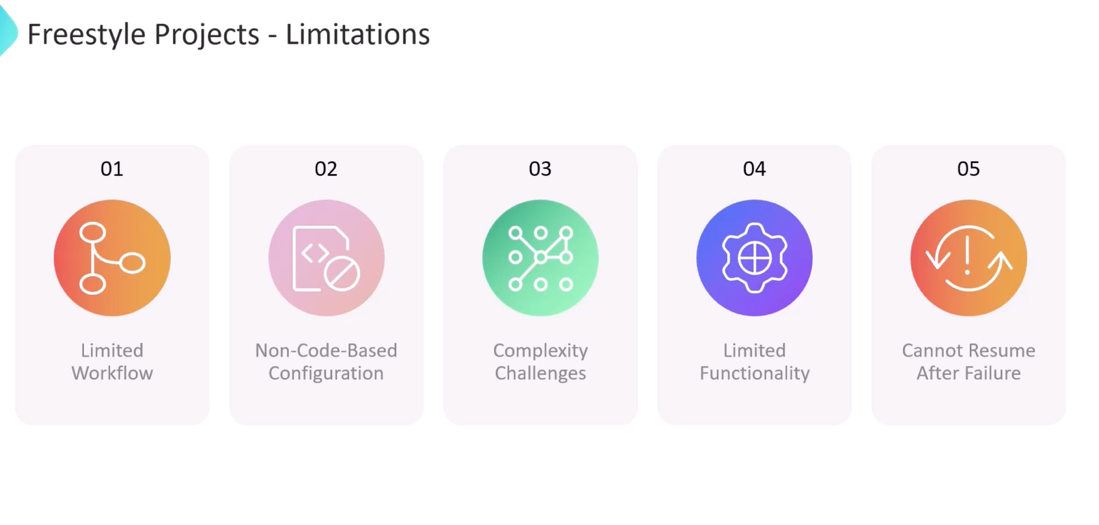 Freestyle Projects - Limitations
01
Limited
Workflow
02
Non-Code-Based
Configuration
03
Complexity
Challenges
04
Limited
Functionality
05
Cannot Resume
After Failure